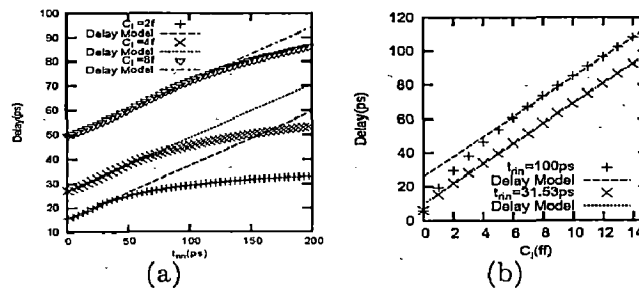 100
90
80
70
60
50
40
30
20
10
Delay(ps)
C_l=2f
Delay Model
C_l=4f
Delay Model
C_l=8f
Delay Model
0 50 100 150 200
t_rin(ps)
(a)
120
100
80
60
40
20
0
Delay(ps)
t_rin=100ps
Delay Model
t_rin=31.53ps
Delay Model
0 2 4 6 8 10 12 14
C_l(ff)
(b)